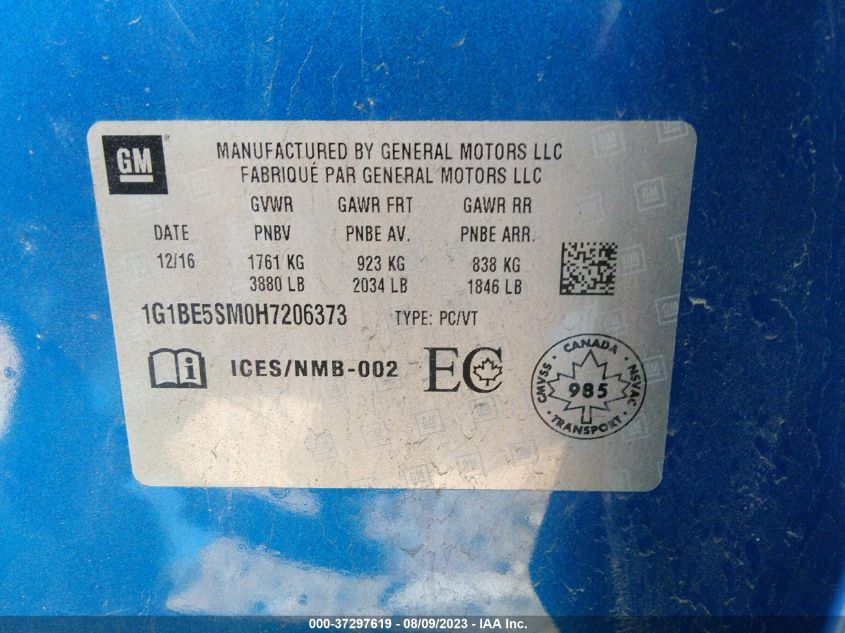 GM
MANUFACTURED BY GENERAL MOTORS LLC
FABRIQUÉ PAR GENERAL MOTORS LLC
GVWR GAWR FRT GAWR RR
DATE PNBV PNBE AV. PNBE ARR.
12/16 1761 KG 923 KG 838 KG
3880 LB 2034 LB 1846 LB
1G1BE5SM0H7206373 TYPE: PC/VT
ICES/NMB-002 EC
CANADA
CMVSS 985 NSVAC
TRANSPORT
000-37297619 - 08/09/2023 - IAA Inc.